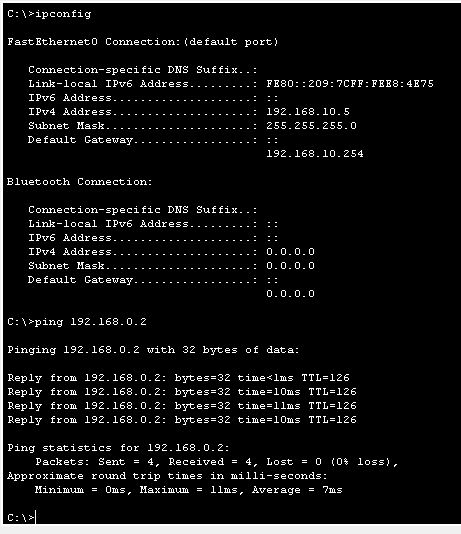 C:\>ipconfig
FastEthernet0 Connection:(default port)
Connection-specific DNS Suffix..:
Link-local IPv6 Address.........: FE80::209:7CFF:FEE8:4E75
IPv6 Address....................: ::
IPv4 Address....................: 192.168.10.5
Subnet Mask.....................: 255.255.255.0
Default Gateway.................: ::
192.168.10.254
Bluetooth Connection:
Connection-specific DNS Suffix..:
Link-local IPv6 Address.........: ::
IPv6 Address....................: ::
IPv4 Address....................: 0.0.0.0
Subnet Mask.....................: 0.0.0.0
Default Gateway.................: ::
0.0.0.0
C:\>ping 192.168.0.2
Pinging 192.168.0.2 with 32 bytes of data:
Reply from 192.168.0.2: bytes=32 time<1ms TTL=126
Reply from 192.168.0.2: bytes=32 time=10ms TTL=126
Reply from 192.168.0.2: bytes=32 time=11ms TTL=126
Reply from 192.168.0.2: bytes=32 time=10ms TTL=126
Ping statistics for 192.168.0.2:
Packets: Sent = 4, Received = 4, Lost = 0 (0% loss),
Approximate round trip times in milli-seconds:
Minimum = 0ms, Maximum = 11ms, Average = 7ms
C:\>